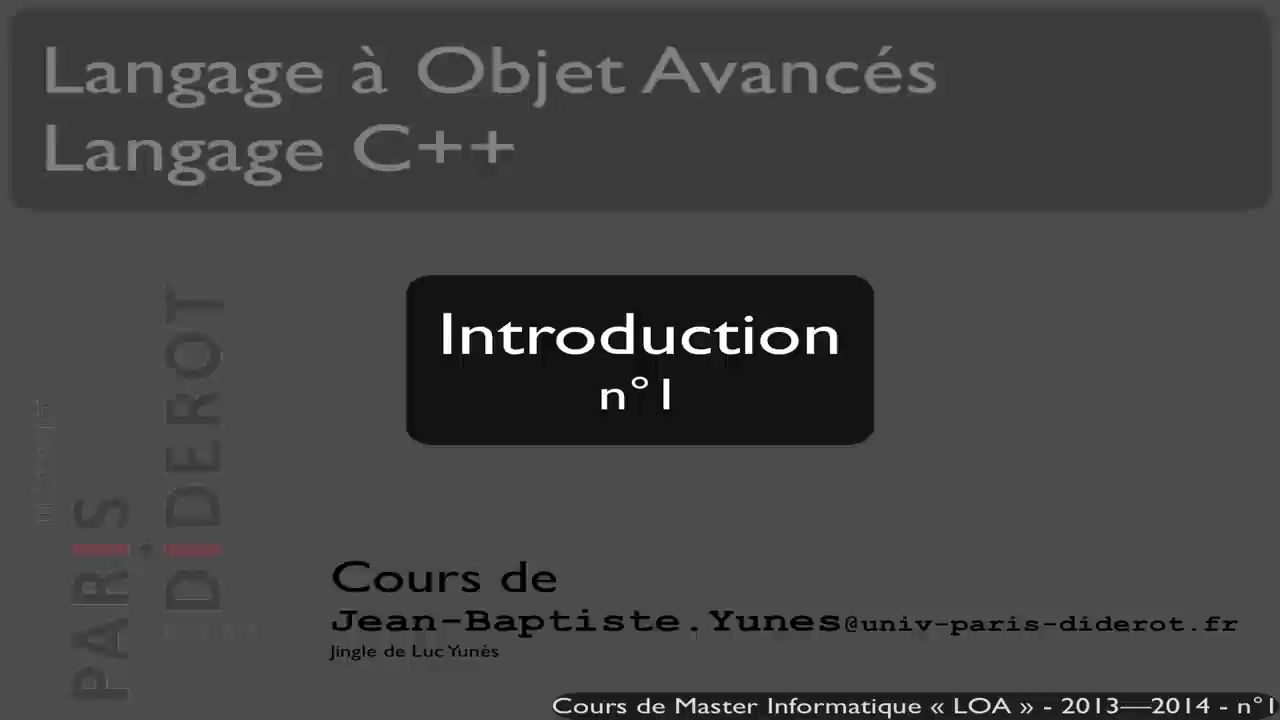 Langage à Objet Avancés
Langage C++
Introduction
n°1
PARIS
DIDEROT
Cours de
Jean-Baptiste.Yunes@univ-paris-diderot.fr
Jingle de Luc Yunès
Cours de Master Informatique « LOA » - 2013—2014 - n°1